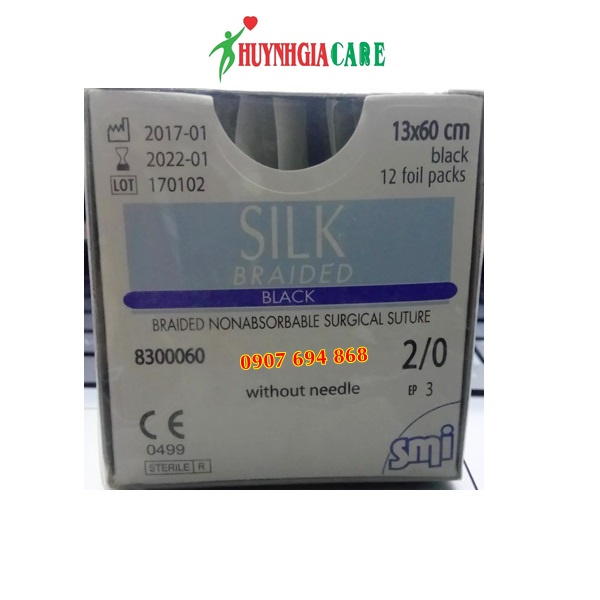 HUYNHGIACARE
2017-01
13x60 cm
2022-01
black
LOT 170102
12 foil packs
SILK
BRAIDED
BLACK
BRAIDED NONABSORBABLE SURGICAL SUTURE
8300060
0907 694 868
2/0
without needle
EP 3
CE
0499
smi
STERILE R